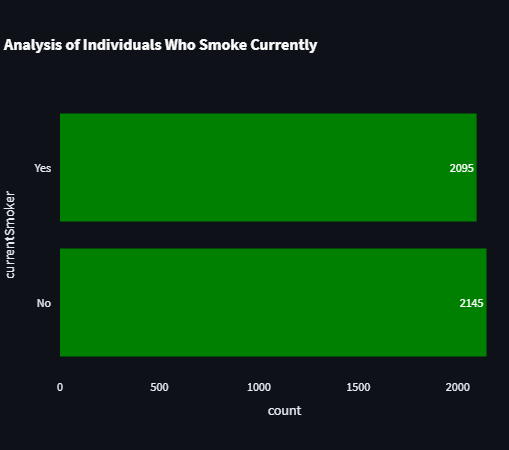 Analysis of Individuals Who Smoke Currently
currentSmoker
Yes
2095
No
2145
0 500 1000 1500 2000
count